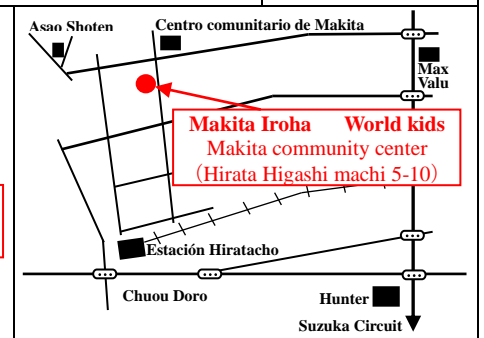 Asao Shoten
Centro comunitario de Makita
Max
Valu
Makita Iroha World kids
Makita community center
(Hirata Higashi machi 5-10)
Estación Hiratacho
Chuou Doro
Hunter
Suzuka Circuit